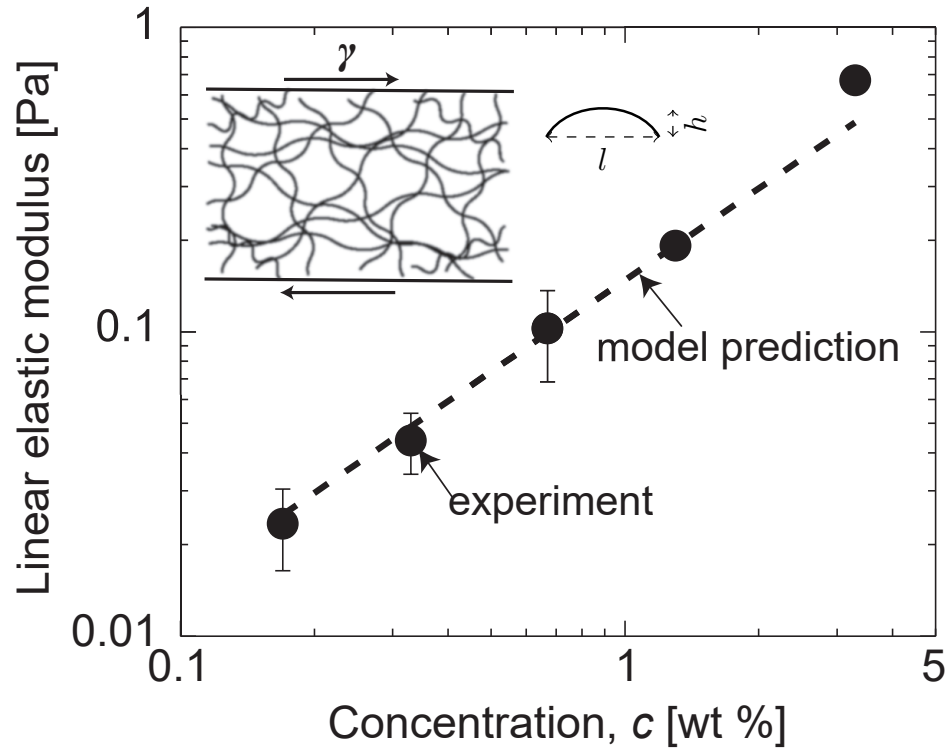 Linear elastic modulus [Pa]
1
0.1
0.01
γ
h
l
model prediction
experiment
0.1
1
5
Concentration, c [wt %]